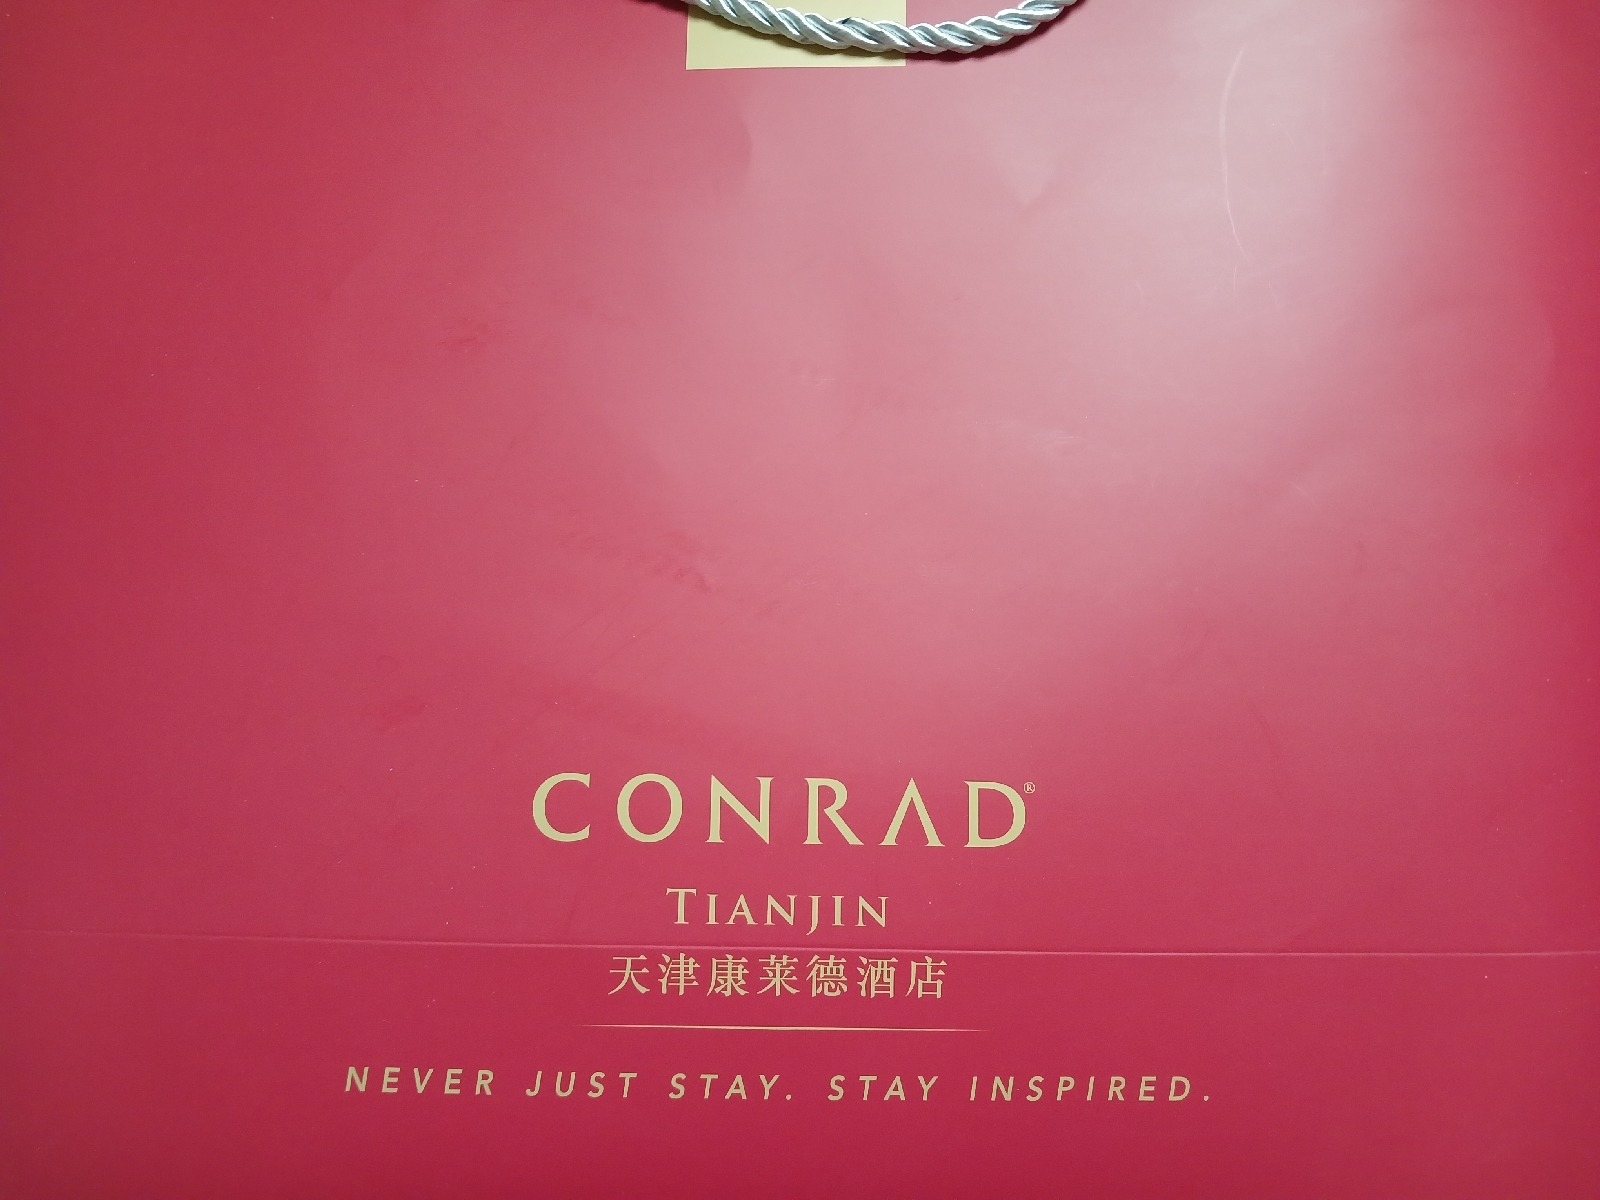 CONRAD®
TIANJIN
天津康莱德酒店
NEVER JUST STAY. STAY INSPIRED.